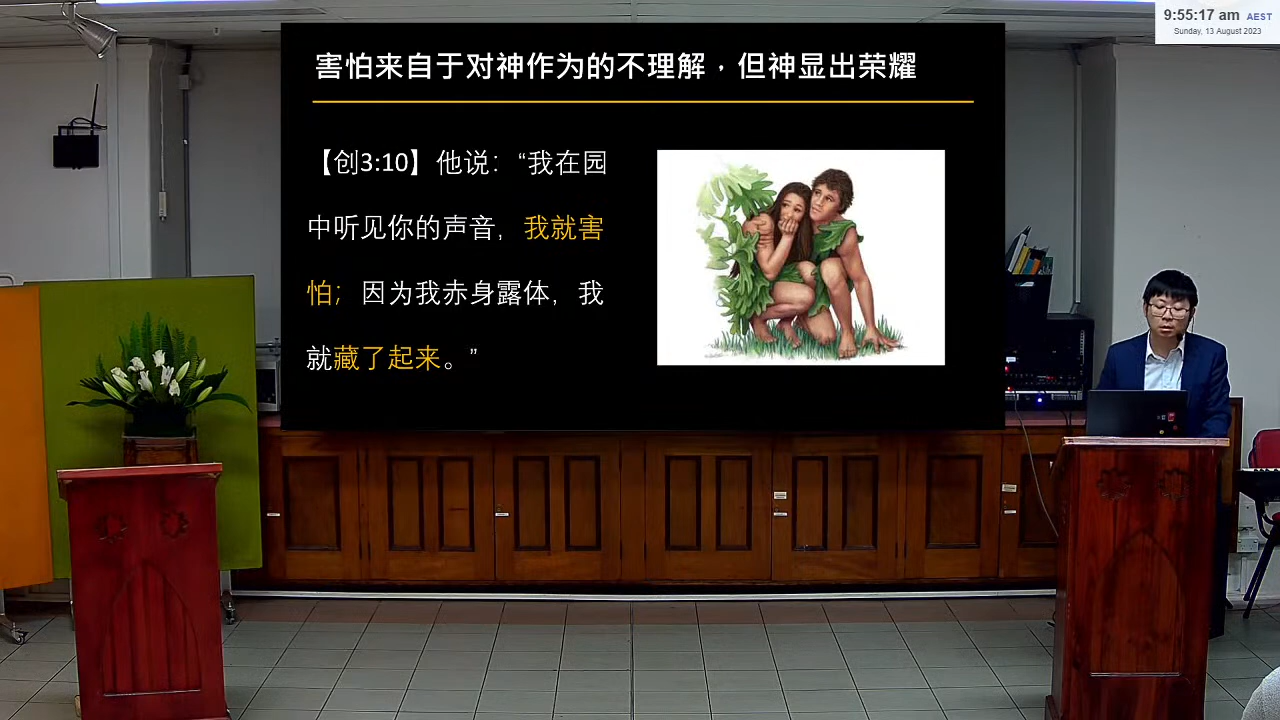 9:55:17 am AEST
Sunday, 13 August 2023
害怕来自于对神作为的不理解，但神显出荣耀
【创3:10】他说：“我在园
中听见你的声音，我就害
怕；因为我赤身露体，我
就藏了起来。”